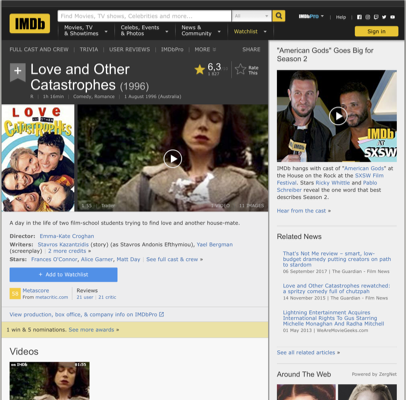 IMDb
Find Movies, TV shows, Celebrities and more...
All
IMDbPro
Help
Movies, TV & Showtimes
Celebs, Events & Photos
News & Community
Watchlist
Sign in
FULL CAST AND CREW | TRIVIA | USER REVIEWS | IMDbPro | MORE
SHARE
Love and Other
Catastrophes (1996)
1h 16min | Comedy, Romance | 1 August 1996 (Australia)
6,3
Rate This
LOVE
and OTHER
CATASTROPHES
11 IMAGES
A day in the life of two film-school students trying to find love and another house-mate.
Director: Emma-Kate Croghan
Writers: Stavros Kazantzidis (story) (as Stavros Andonis Efthymiou), Yael Bergman
(screenplay) | 2 more credits »
Stars: Frances O'Connor, Alice Garner, Matt Day | See full cast & crew »
+ Add to Watchlist
Metascore
From metacritic.com
Reviews
21 user | 21 critic
View production, box office, & company info on IMDbPro
1 win & 5 nominations. See more awards »
Videos
"American Gods" Goes Big for
Season 2
IMDb
at
SXSW
IMDb hangs with cast of "American Gods" at
the House on the Rock at the SXSW Film
Festival. Stars Ricky Whittle and Pablo
Schreiber reveal the one word that best
describes Season 2.
Hear from the cast »
Related News
That's Not Me review – smart, low-
budget dramedy putting creators on path
to stardom
06 September 2017 | The Guardian - Film News
Love and Other Catastrophes rewatched:
a spritzy comedy full of chutzpah
14 November 2015 | The Guardian - Film News
Lightning Entertainment Acquires
International Rights To Gus Starring
Michelle Monaghan And Radha Mitchell
01 May 2013 | WeAreMovieGeeks.com
See all related articles »
Around The Web
Powered by ZergNet